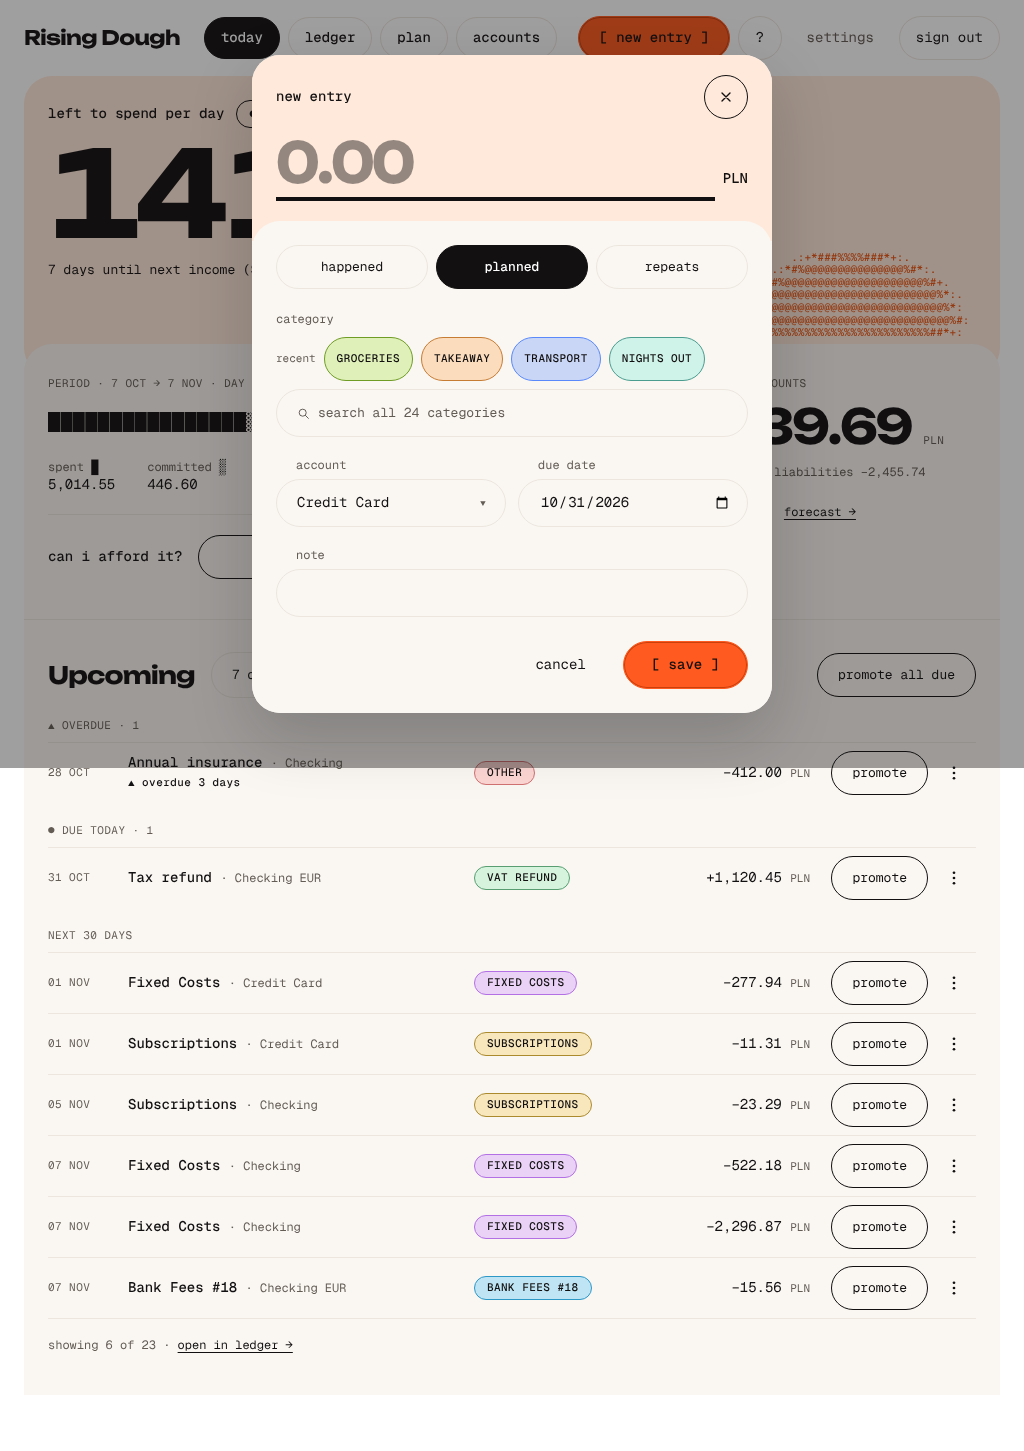 Rising Dough today ledger plan accounts [ new entry ] ? settings sign out
left to spend per day
141
7 days until next income (
new entry
0.00 PLN
happened planned repeats
category
recent GROCERIES TAKEAWAY TRANSPORT NIGHTS OUT
search all 24 categories
account due date
Credit Card 10/31/2026
note
cancel [ save ]
.:+*###%%%%###*+:.
.:*#%@@@@@@@@@@@@@@@%#*:.
PERIOD · 7 OCT → 7 NOV · DAY
spent committed
5,014.55 446.60
can i afford it?
OUNTS
39.69 PLN
liabilities −2,455.74
forecast →
Upcoming 7 promote all due
▲ OVERDUE · 1
28 OCT Annual insurance · Checking OTHER −412.00 PLN promote
▲ overdue 3 days
● DUE TODAY · 1
31 OCT Tax refund · Checking EUR VAT REFUND +1,120.45 PLN promote
NEXT 30 DAYS
01 NOV Fixed Costs · Credit Card FIXED COSTS −277.94 PLN promote
01 NOV Subscriptions · Credit Card SUBSCRIPTIONS −11.31 PLN promote
05 NOV Subscriptions · Checking SUBSCRIPTIONS −23.29 PLN promote
07 NOV Fixed Costs · Checking FIXED COSTS −522.18 PLN promote
07 NOV Fixed Costs · Checking FIXED COSTS −2,296.87 PLN promote
07 NOV Bank Fees #18 · Checking EUR BANK FEES #18 −15.56 PLN promote
showing 6 of 23 · open in ledger →